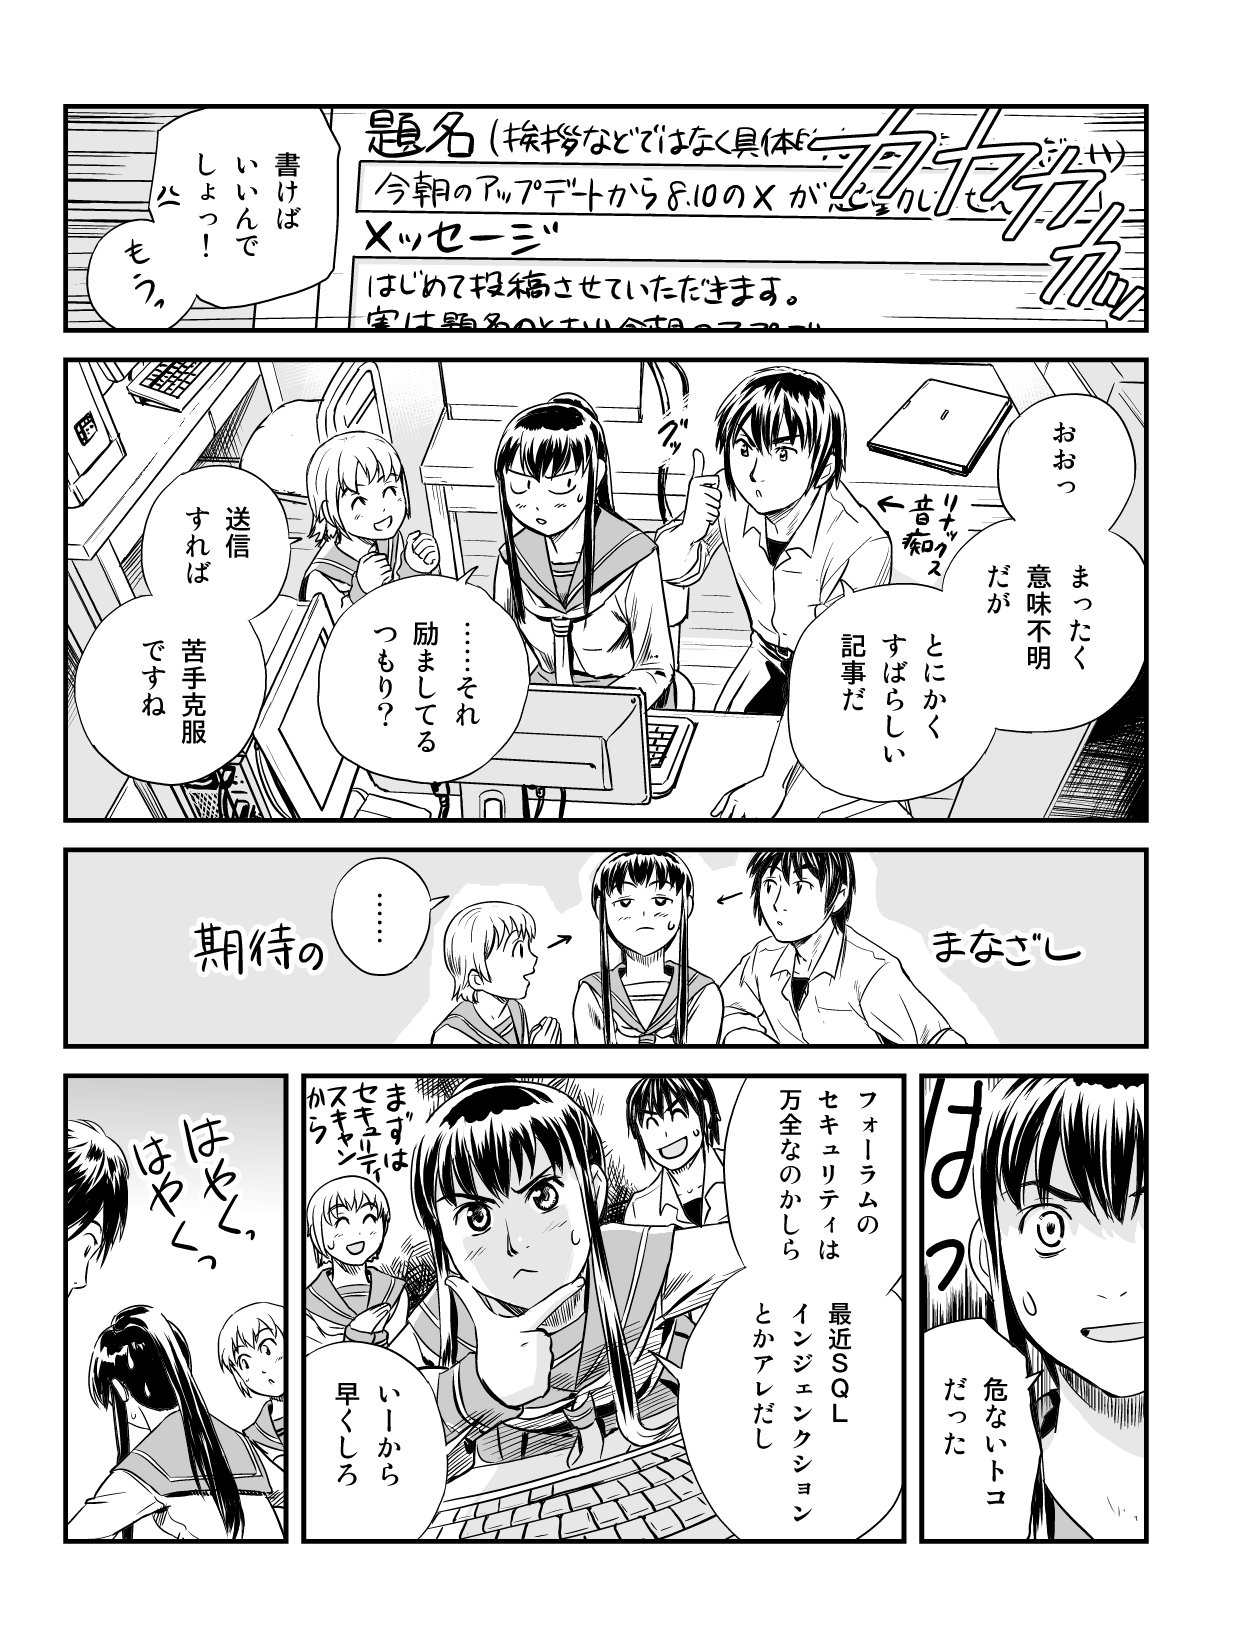 題名(挨拶などではなく具体
今朝のアップデートから8.10のXが
メッセージ
はじめて投稿させていただきます。
カカカカカッ
書けば
いいんで
しょっ!
もうっ
おおっ
まったく
意味不明
だが
とにかく
すばらしい
記事だ
←リナックス
音痴
グッ
……それ
励ましてる
つもり?
送信
すれば
苦手克服
ですね
まなざし
……
期待の
はっ
危ないトコ
だった
フォーラムの
セキュリティは
万全なのかしら
最近SQL
インジェンクション
とかアレだし
まずは
セキュリティ
スキャン
から
いーから
早くしろ
はやくっ
はやくっ